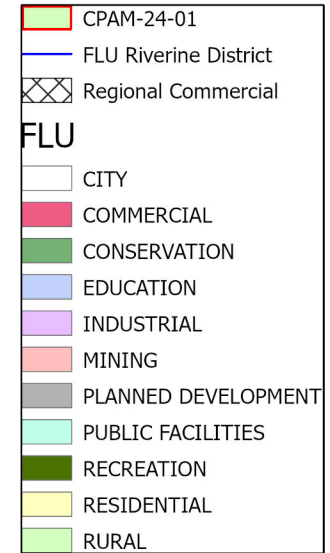 CPAM-24-01
FLU Riverine District
Regional Commercial
FLU
CITY
COMMERCIAL
CONSERVATION
EDUCATION
INDUSTRIAL
MINING
PLANNED DEVELOPMENT
PUBLIC FACILITIES
RECREATION
RESIDENTIAL
RURAL